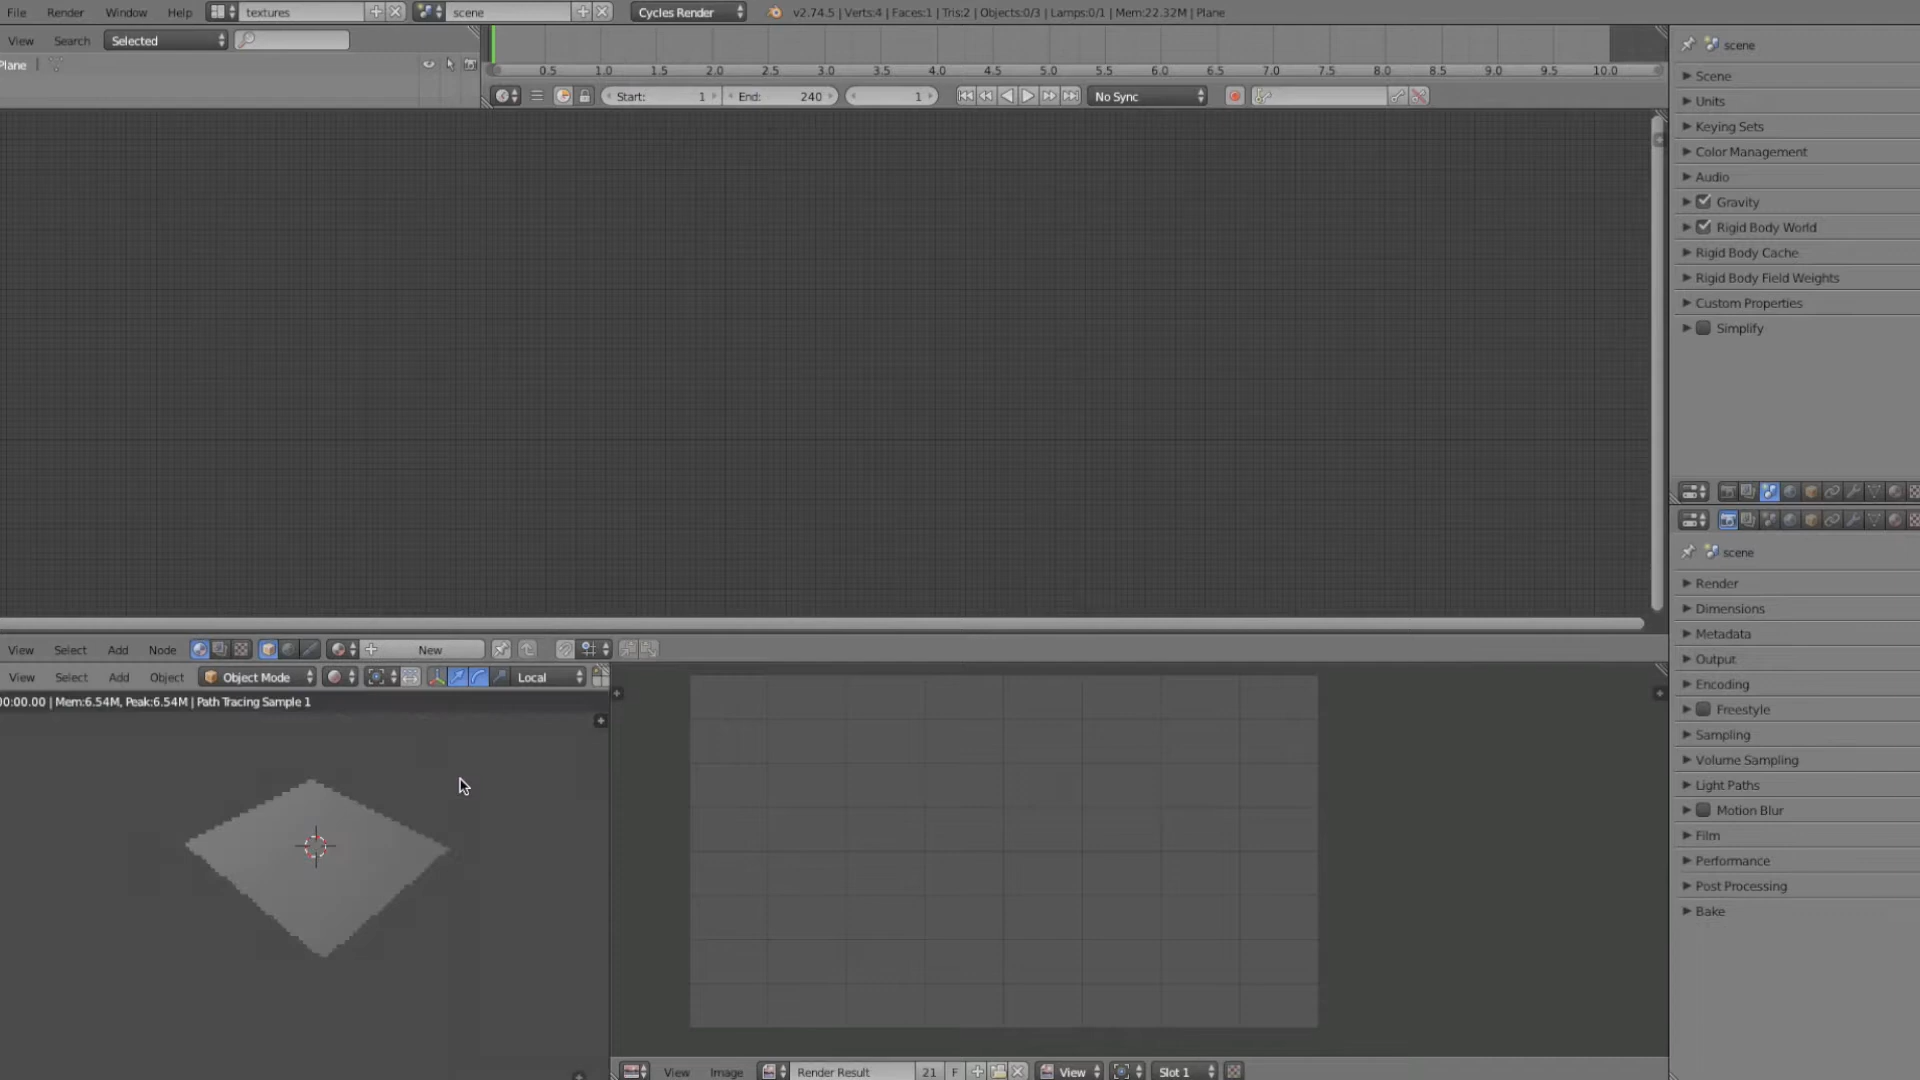 File Render Window Help textures scene Cycles Render v2.74.5 | Verts:4 | Faces:1 | Tris:2 | Objects:0/3 | Lamps:0/1 | Mem:22.32M | Plane
View Search Selected
Plane |
0.5 1.0 1.5 2.0 2.5 3.0 3.5 4.0 4.5 5.0 5.5 6.0 6.5 7.0 7.5 8.0 8.5 9.0 9.5 10.0
Start: 1 End: 240 1 No Sync
scene
Scene
Units
Keying Sets
Color Management
Audio
Gravity
Rigid Body World
Rigid Body Cache
Rigid Body Field Weights
Custom Properties
Simplify
scene
Render
Dimensions
Metadata
Output
Encoding
Freestyle
Sampling
Volume Sampling
Light Paths
Motion Blur
Film
Performance
Post Processing
Bake
View Select Add Node New
View Select Add Object Object Mode Local
00:00.00 | Mem:6.54M, Peak:6.54M | Path Tracing Sample 1
View Image Render Result 21 F View Slot 1